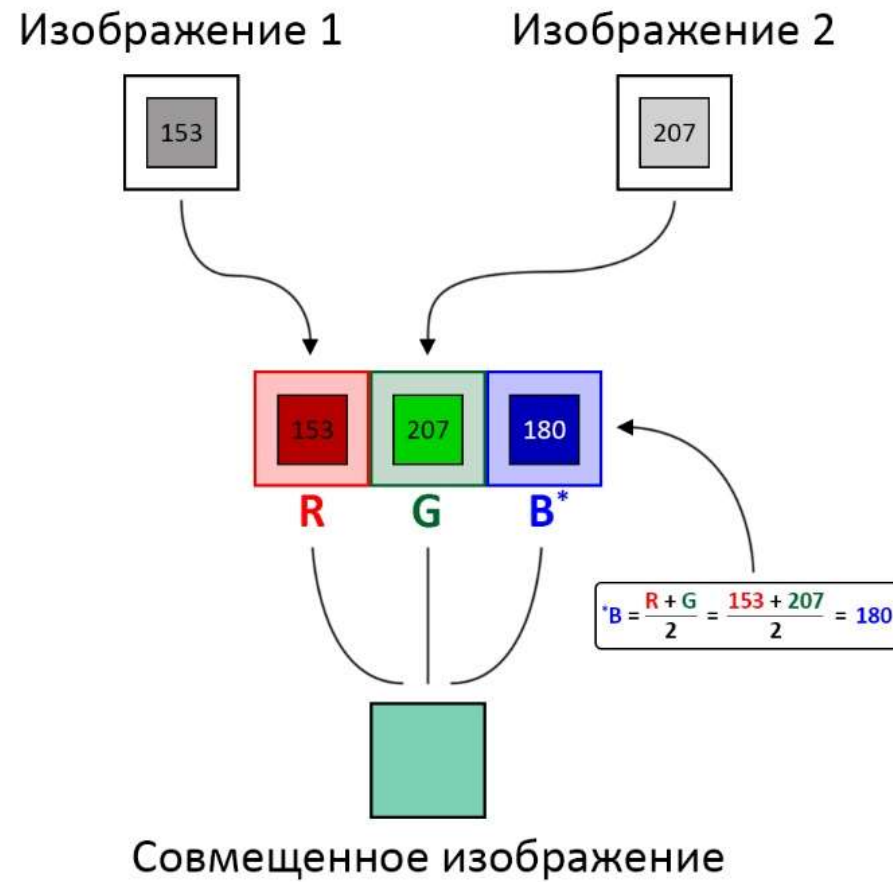 Изображение 1
Изображение 2
153
207
153
207
180
R
G
B*
*B = R + G / 2 = 153 + 207 / 2 = 180
Совмещенное изображение